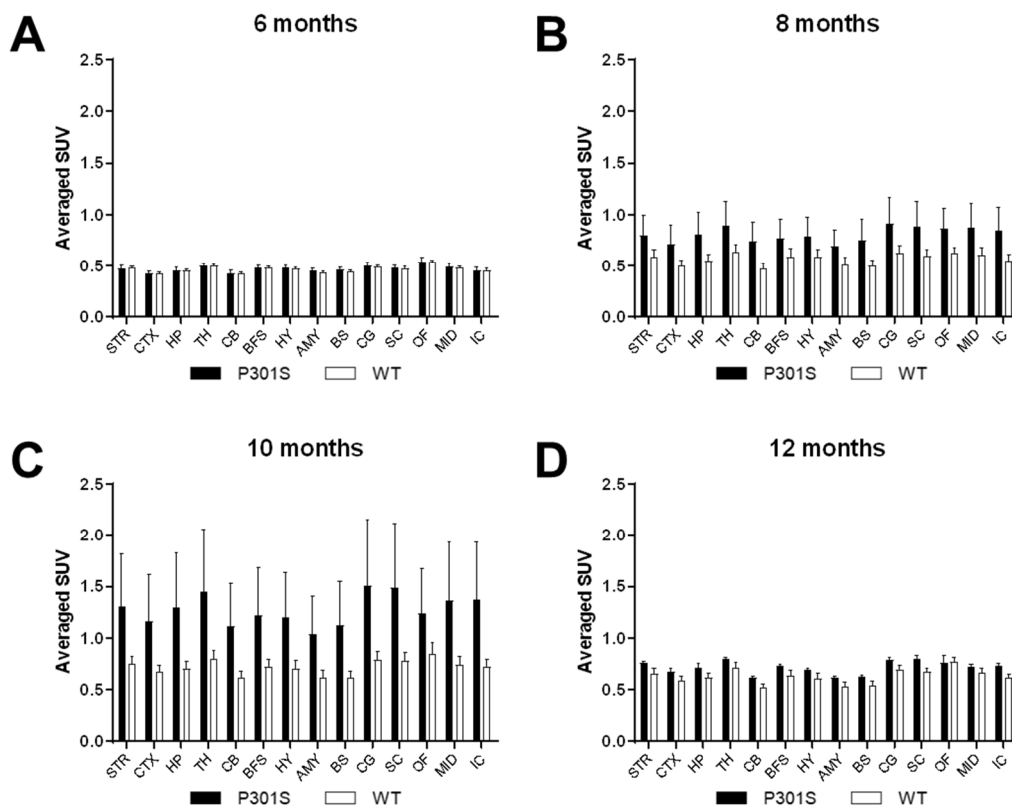 A
6 months
Averaged SUV
2.5
2.0
1.5
1.0
0.5
0.0
STR CTX HP TH CB BFS HY AMY BS CG SC OF MID IC
P301S WT
B
8 months
Averaged SUV
2.5
2.0
1.5
1.0
0.5
0.0
STR CTX HP TH CB BFS HY AMY BS CG SC OF MID IC
P301S WT
C
10 months
Averaged SUV
2.5
2.0
1.5
1.0
0.5
0.0
STR CTX HP TH CB BFS HY AMY BS CG SC OF MID IC
P301S WT
D
12 months
Averaged SUV
2.5
2.0
1.5
1.0
0.5
0.0
STR CTX HP TH CB BFS HY AMY BS CG SC OF MID IC
P301S WT